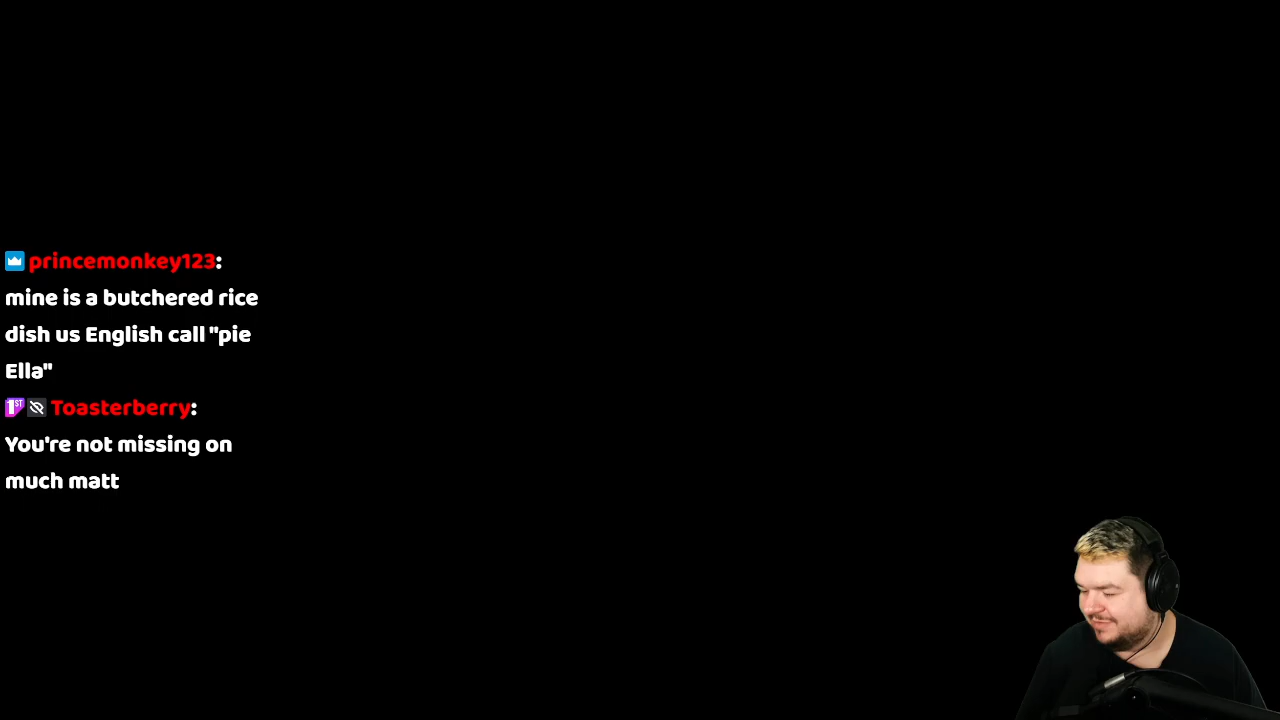 princemonkey123:
mine is a butchered rice
dish us English call "pie
Ella"
1ST Toasterberry:
You're not missing on
much matt